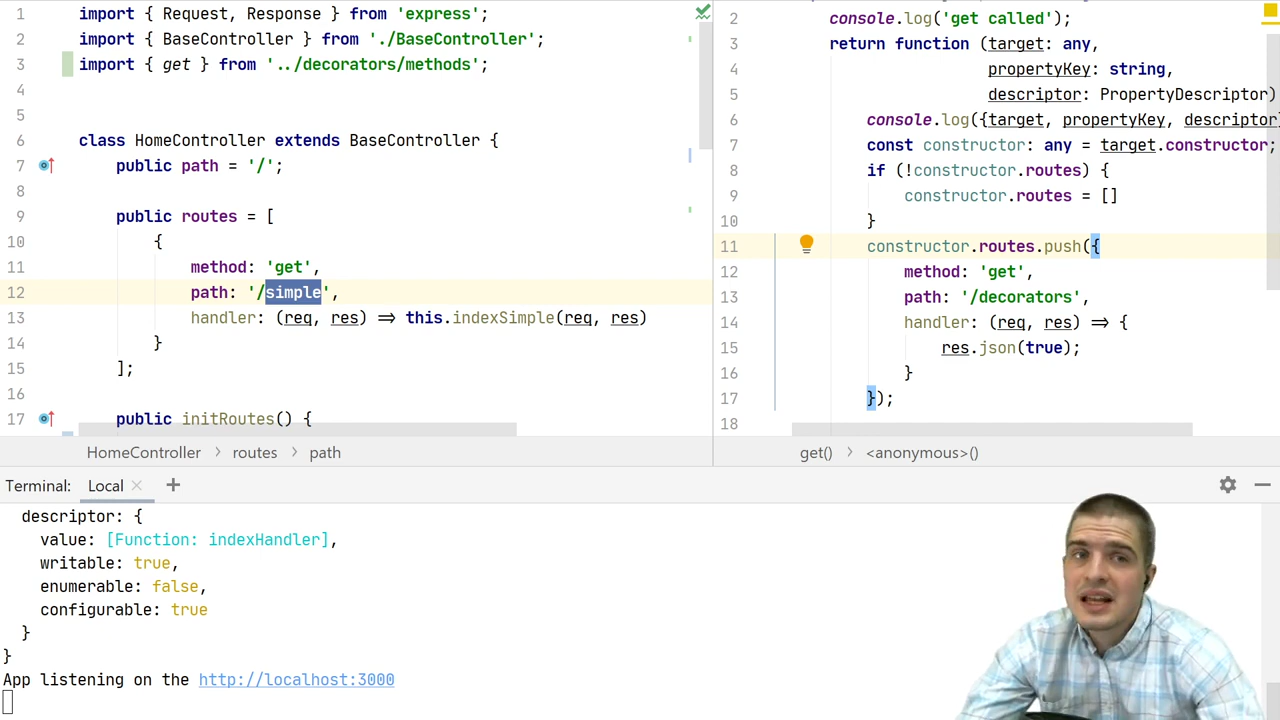 1 import { Request, Response } from 'express';
2 import { BaseController } from './BaseController';
3 import { get } from '../decorators/methods';
4
5
6 class HomeController extends BaseController {
7 public path = '/';
8
9 public routes = [
10 {
11 method: 'get',
12 path: '/simple',
13 handler: (req, res) => this.indexSimple(req, res)
14 }
15 ];
16
17 public initRoutes() {
HomeController > routes > path
2 console.log('get called');
3 return function (target: any,
4 propertyKey: string,
5 descriptor: PropertyDescriptor)
6 console.log({target, propertyKey, descriptor
7 const constructor: any = target.constructor;
8 if (!constructor.routes) {
9 constructor.routes = []
10 }
11 constructor.routes.push({
12 method: 'get',
13 path: '/decorators',
14 handler: (req, res) => {
15 res.json(true);
16 }
17 });
18
get() > <anonymous>()
Terminal: Local × +
descriptor: {
value: [Function: indexHandler],
writable: true,
enumerable: false,
configurable: true
}
}
App listening on the http://localhost:3000